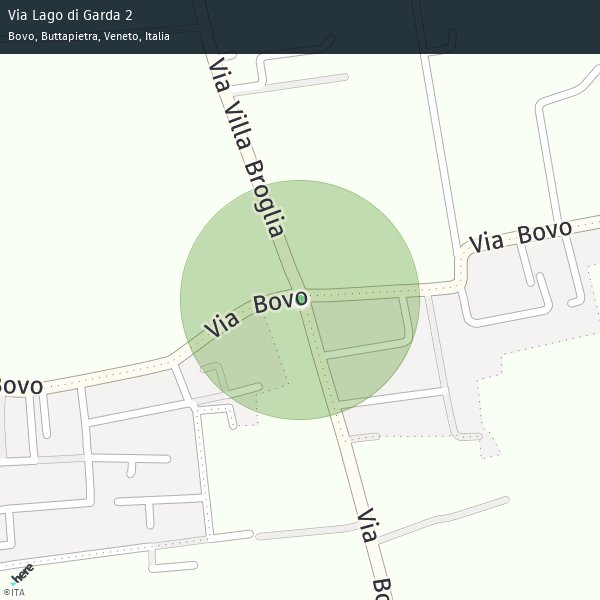 Via Lago di Garda 2
Bovo, Buttapietra, Veneto, Italia
Via Villa Broglia
Via Bovo
Via Bovo
Bovo
Via Bo
here
©ITA